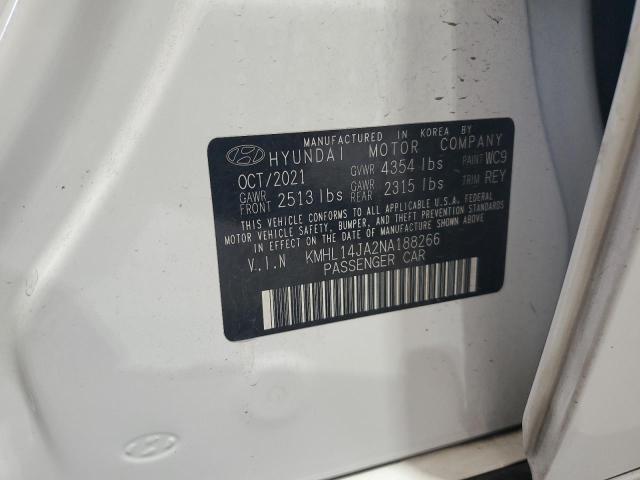 MANUFACTURED IN KOREA BY
HYUNDAI MOTOR COMPANY
OCT/2021 GVWR 4354 lbs PAINT WC9
GAWR FRONT 2513 lbs GAWR REAR 2315 lbs TRIM REY
THIS VEHICLE CONFORMS TO ALL APPLICABLE U.S.A. FEDERAL
MOTOR VEHICLE SAFETY, BUMPER, AND THEFT PREVENTION STANDARDS
IN EFFECT ON THE DATE OF MANUFACTURE SHOWN ABOVE.
V.I.N KMHL14JA2NA188266
PASSENGER CAR